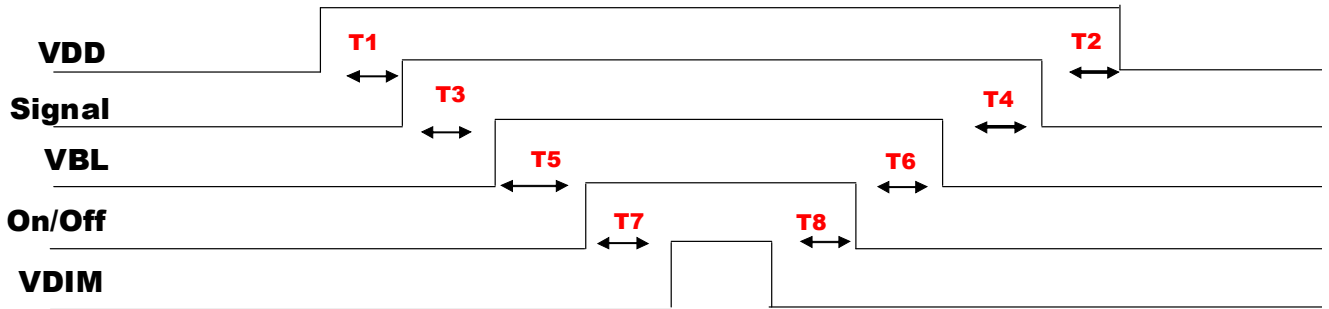 T1
T2
VDD
T3
T4
Signal
T5
T6
VBL
T7
T8
On/Off
VDIM